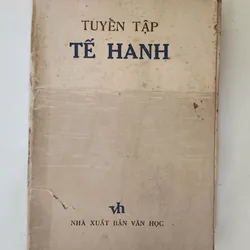 TUYỂN TẬP
TẾ HANH
vh
NHÀ XUẤT BẢN VĂN HỌC